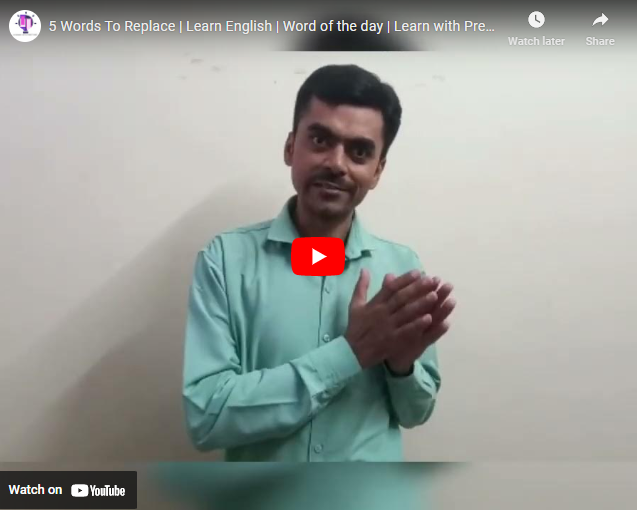 5 Words To Replace | Learn English | Word of the day | Learn with Pre...
Watch later
Share
Watch on YouTube